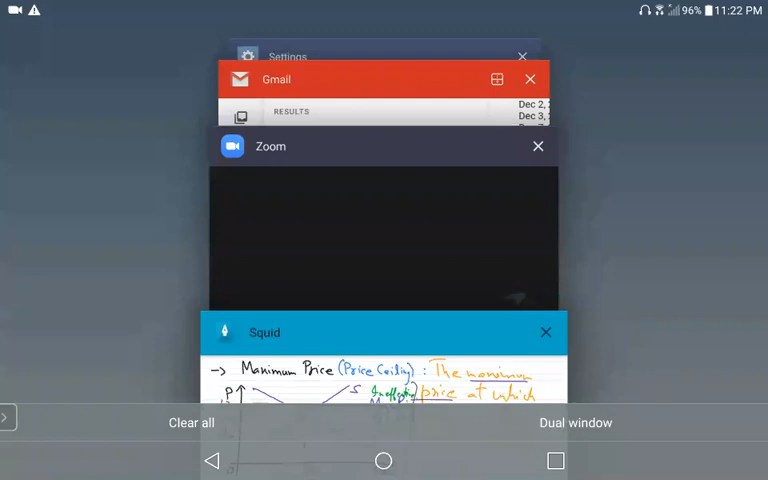 96% 11:22 PM
Settings
Gmail
RESULTS
Dec 2,
Dec 3,
Zoom
Squid
→ Maximum Price (Price Ceiling) : The maximum
P S Ineffective price at which
Clear all Dual window